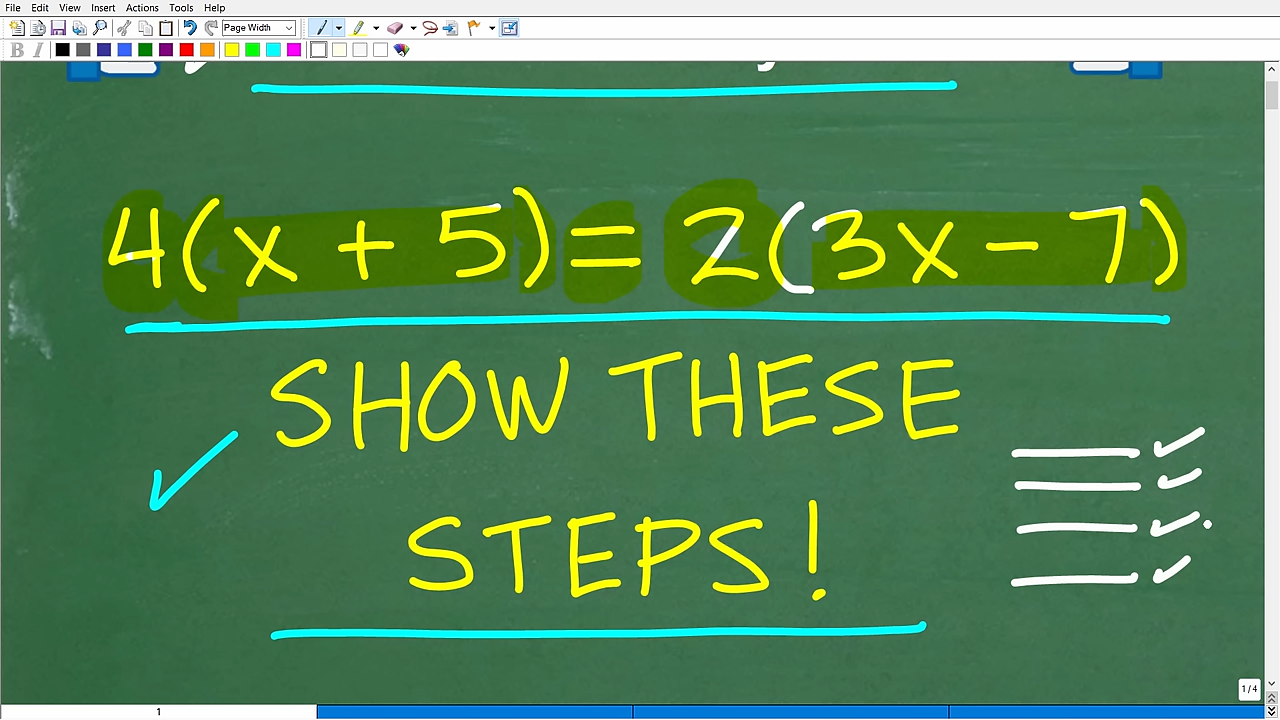 File Edit View Insert Actions Tools Help
Page Width
B I
4(x + 5) = 2(3x - 7)
SHOW THESE
STEPS!
1 / 4
1